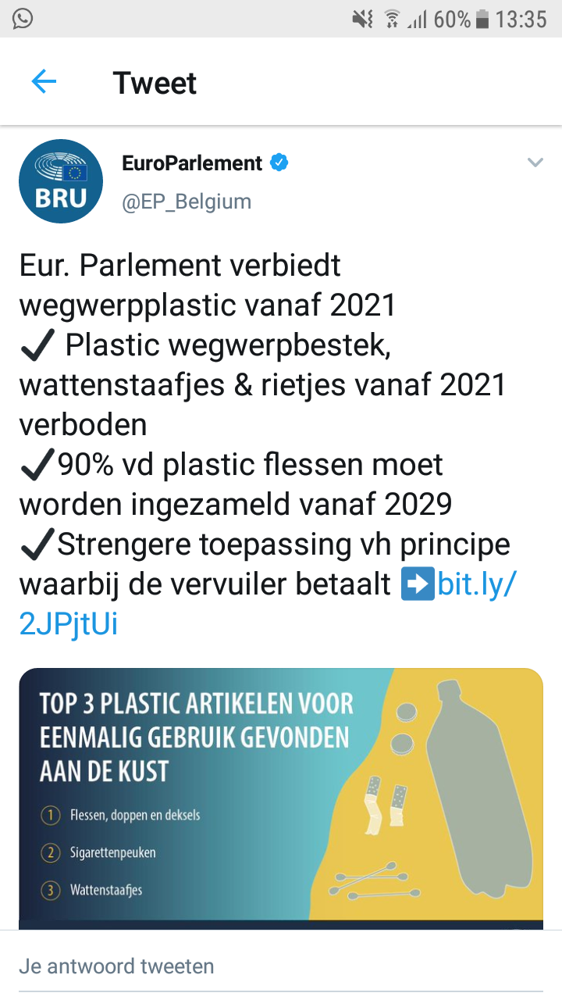 60% 13:35
Tweet
BRU
EuroParlement
@EP_Belgium
Eur. Parlement verbiedt
wegwerpplastic vanaf 2021
✔ Plastic wegwerpbestek,
wattenstaafjes & rietjes vanaf 2021
verboden
✔90% vd plastic flessen moet
worden ingezameld vanaf 2029
✔Strengere toepassing vh principe
waarbij de vervuiler betaalt ➡bit.ly/
2JPjtUi
TOP 3 PLASTIC ARTIKELEN VOOR
EENMALIG GEBRUIK GEVONDEN
AAN DE KUST
1 Flessen, doppen en deksels
2 Sigarettenpeuken
3 Wattenstaafjes
Je antwoord tweeten